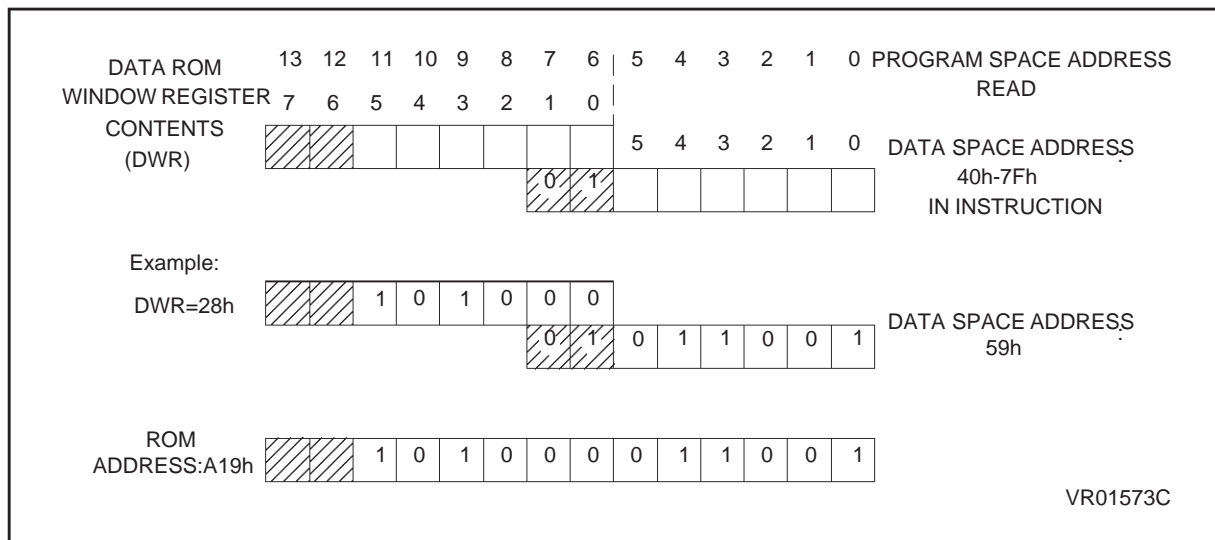 13 12 11 10 9 8 7 6 5 4 3 2 1 0 PROGRAM SPACE ADDRESS
DATA ROM
READ
WINDOW REGISTER 7 6 5 4 3 2 1 0
CONTENTS
5 4 3 2 1 0 DATA SPACE ADDRESS
:
(DWR)
40h-7Fh
0 1
IN INSTRUCTION
Example:
DWR=28h
1 0 1 0 0 0
DATA SPACE ADDRESS
:
0 1 0 1 1 0 0 1
59h
ROM
ADDRESS:A19h
1 0 1 0 0 0 0 1 1 0 0 1
VR01573C